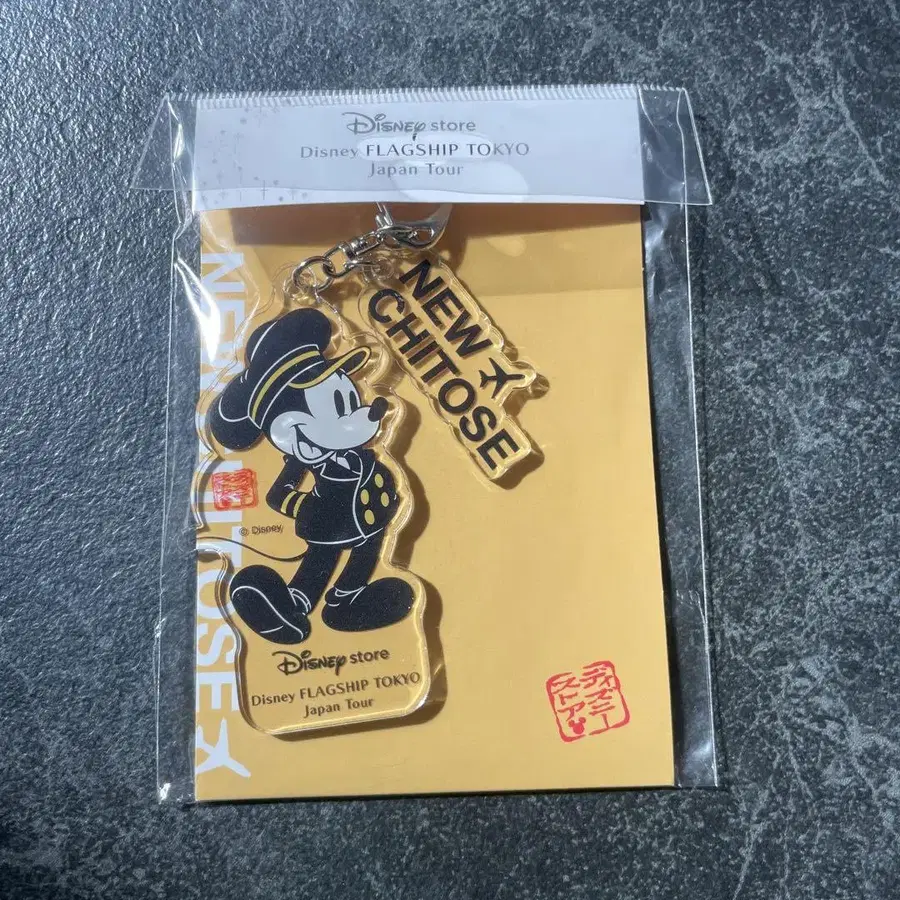 Disney store
Disney FLAGSHIP TOKYO
Japan Tour
NEW
CHITOSE
NEW CHITOSE
© Disney
Disney store
Disney FLAGSHIP TOKYO
Japan Tour
ディズニー
ストア